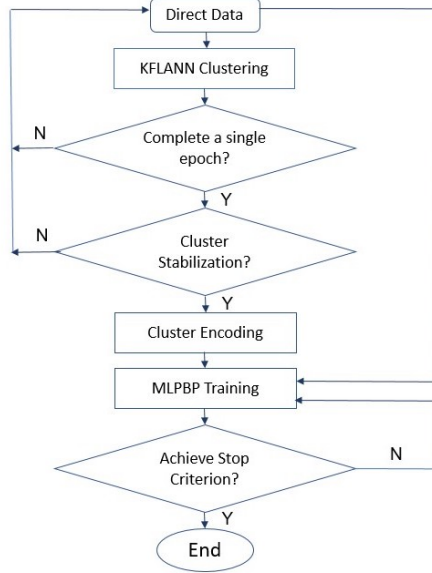 Direct Data
KFLANN Clustering
N
Complete a single
epoch?
Y
N
Cluster
Stabilization?
Y
Cluster Encoding
MLPBP Training
Achieve Stop
Criterion?
N
Y
End